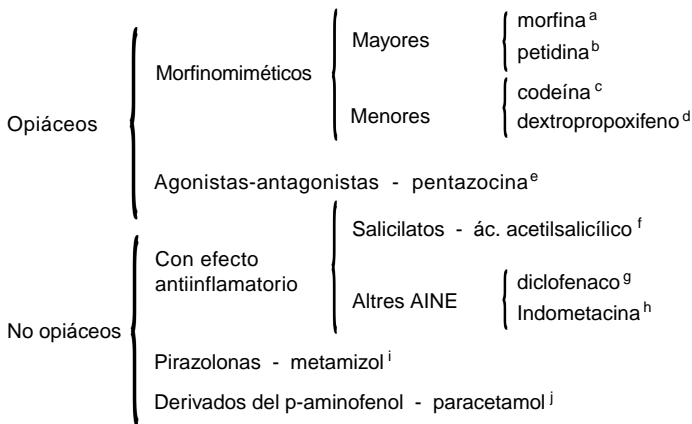 Opiáceos
Morfinomiméticos
Mayores
morfina a
petidina b
Menores
codeína c
dextropropoxifeno d
Agonistas-antagonistas - pentazocina e
No opiáceos
Con efecto
antiinflamatorio
Salicilatos - ác. acetilsalicílico f
Altres AINE
diclofenaco g
Indometacina h
Pirazolonas - metamizol i
Derivados del p-aminofenol - paracetamol j